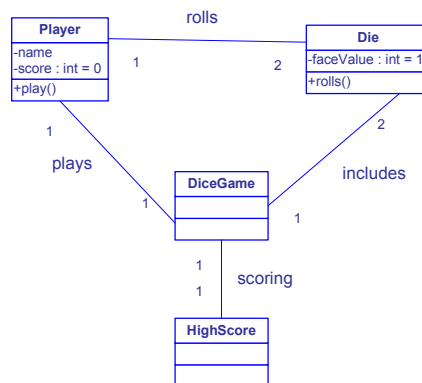 rolls
Player
-name
-score : int = 0
+play()
1
2
Die
-faceValue : int = 1
+rolls()
1
plays
1
2
includes
1
DiceGame
1
scoring
1
HighScore